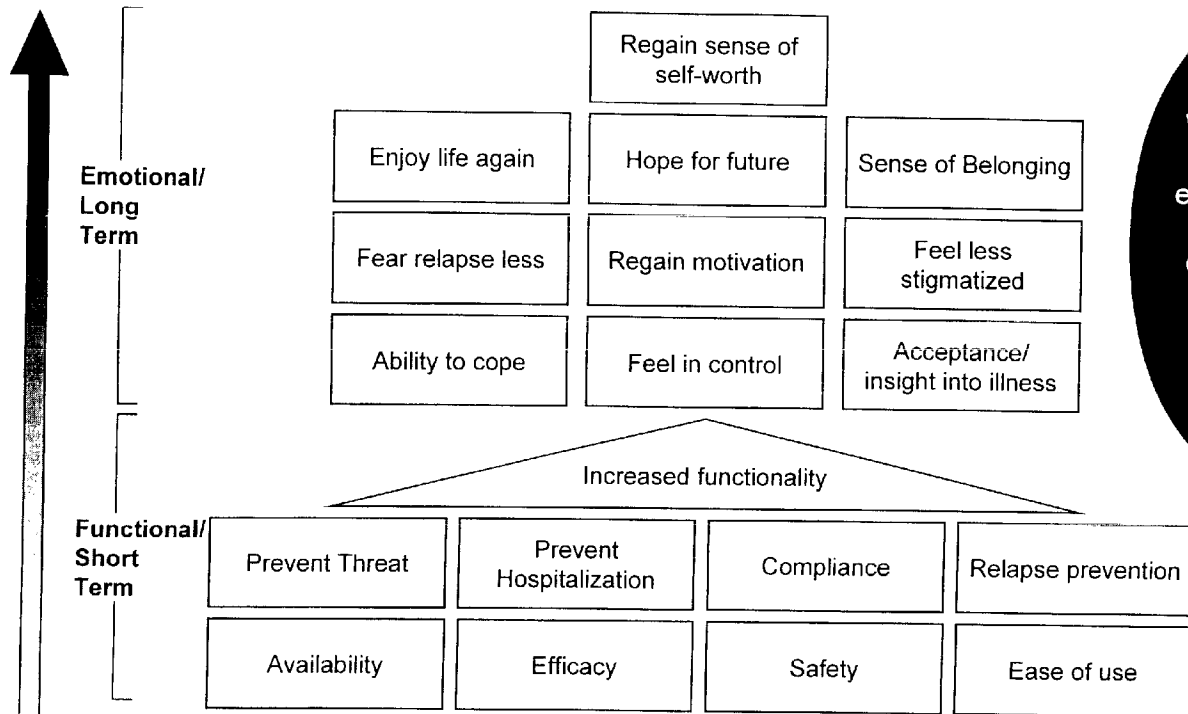 Regain sense of
self-worth
Enjoy life again
Hope for future
Sense of Belonging
Emotional/
Long
Term
Fear relapse less
Regain motivation
Feel less
stigmatized
Ability to cope
Feel in control
Acceptance/
insight into illness
Increased functionality
Functional/
Short
Term
Prevent Threat
Prevent
Hospitalization
Compliance
Relapse prevention
Availability
Efficacy
Safety
Ease of use